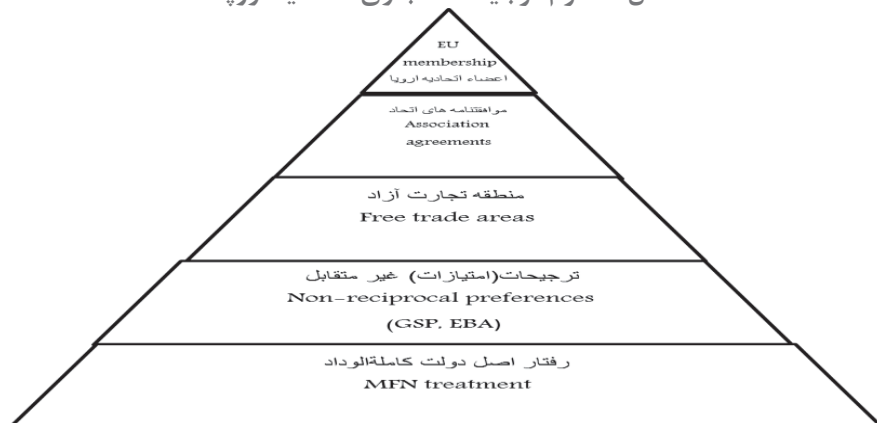 EU
membership
اعضاء اتحادیه اروپا
موافقتنامه های اتحاد
Association
agreements
منطقه تجارت آزاد
Free trade areas
ترجیحات(امتیازات) غیر متقابل
Non-reciprocal preferences
(GSP, EBA)
رفتار اصل دولت کاملةالوداد
MFN treatment